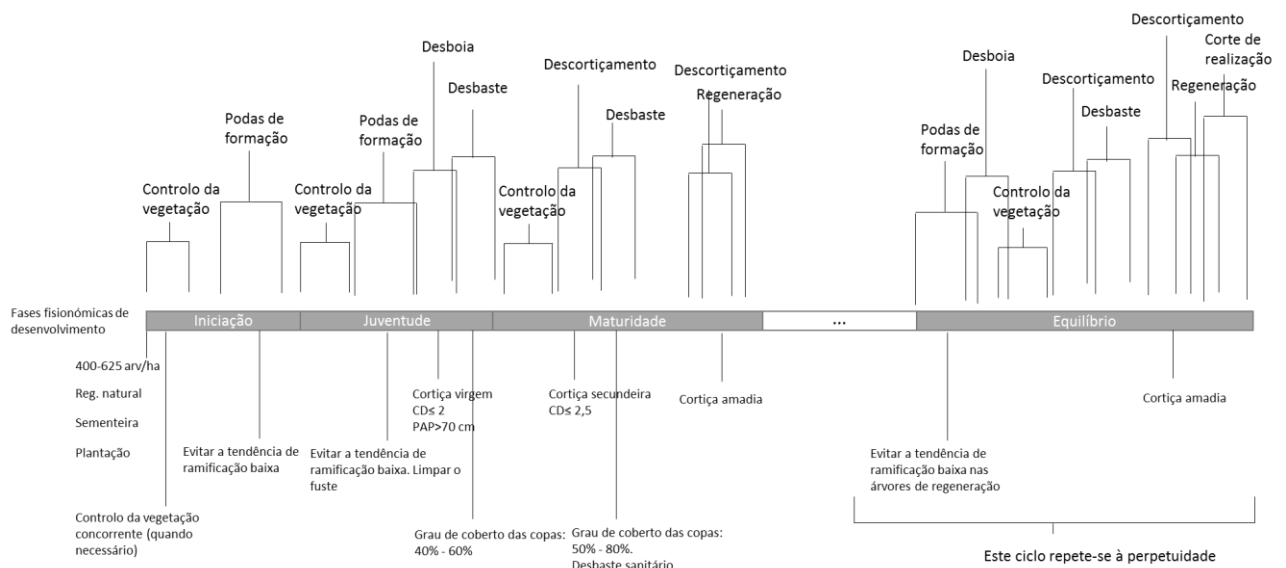 Descortiçamento
Corte de
realização
Desboia
Desboia
Descortiçamento
Descortiçamento
Regeneração
Descortiçamento
Regeneração
Desbaste
Desbaste
Desbaste
Podas de
formação
Podas de
formação
Podas de
formação
Controlo da
vegetação
Controlo da
vegetação
Controlo da
vegetação
Controlo da
vegetação
Fases fisionómicas de
desenvolvimento
Iniciação
Juventude
Maturidade
...
Equilíbrio
400-625 arv/ha
Reg. natural
Sementeira
Plantação
Cortiça virgem
CD≤ 2
PAP>70 cm
Cortiça secundeira
CD≤ 2,5
Cortiça amadia
Cortiça amadia
Evitar a tendência de
ramificação baixa
Evitar a tendência de
ramificação baixa. Limpar o
fuste
Evitar a tendência de
ramificação baixa nas
árvores de regeneração
Controlo da vegetação
concorrente (quando
necessário)
Grau de coberto das copas:
40% - 60%
Grau de coberto das copas:
50% - 80%.
Desbaste sanitário
Este ciclo repete-se à perpetuidade